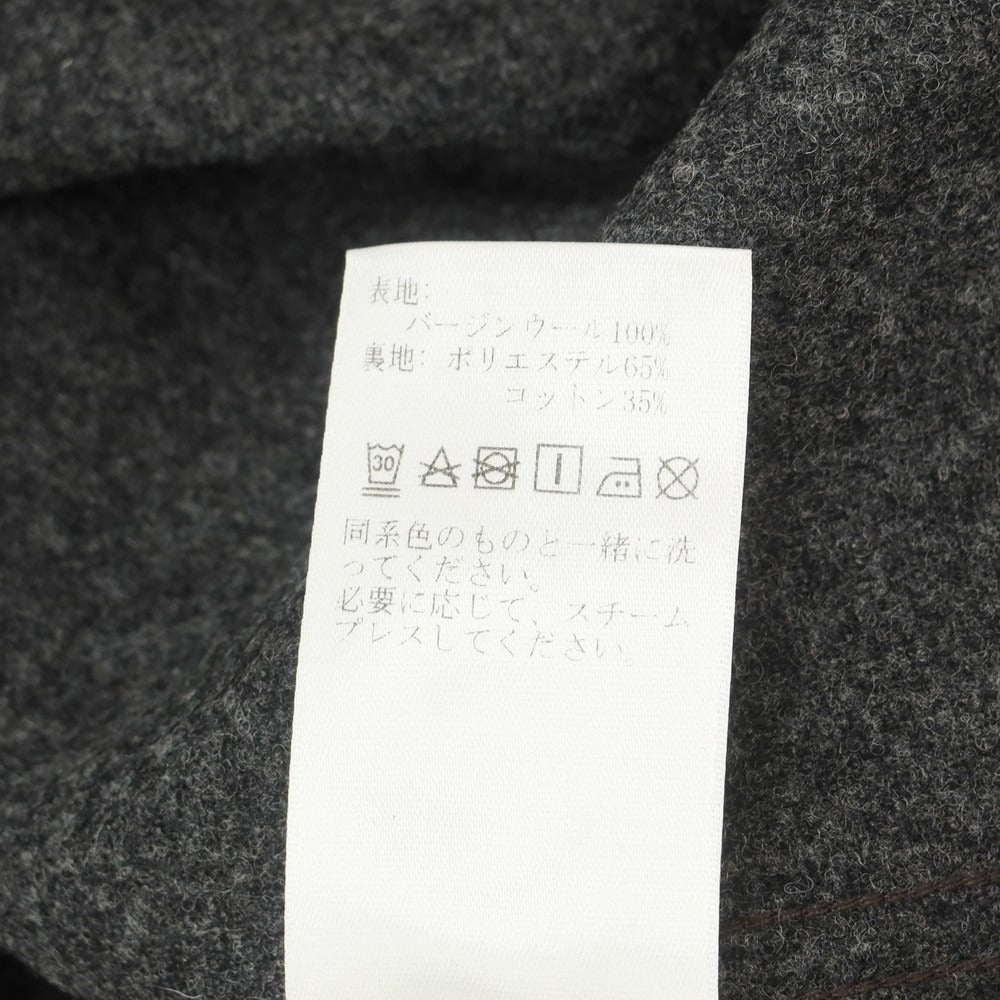 表地:
バージンウール100%
裏地: ポリエステル65%
コットン35%
30
同系色のものと一緒に洗
ってください。
必要に応じて、スチーム
プレスしてください。